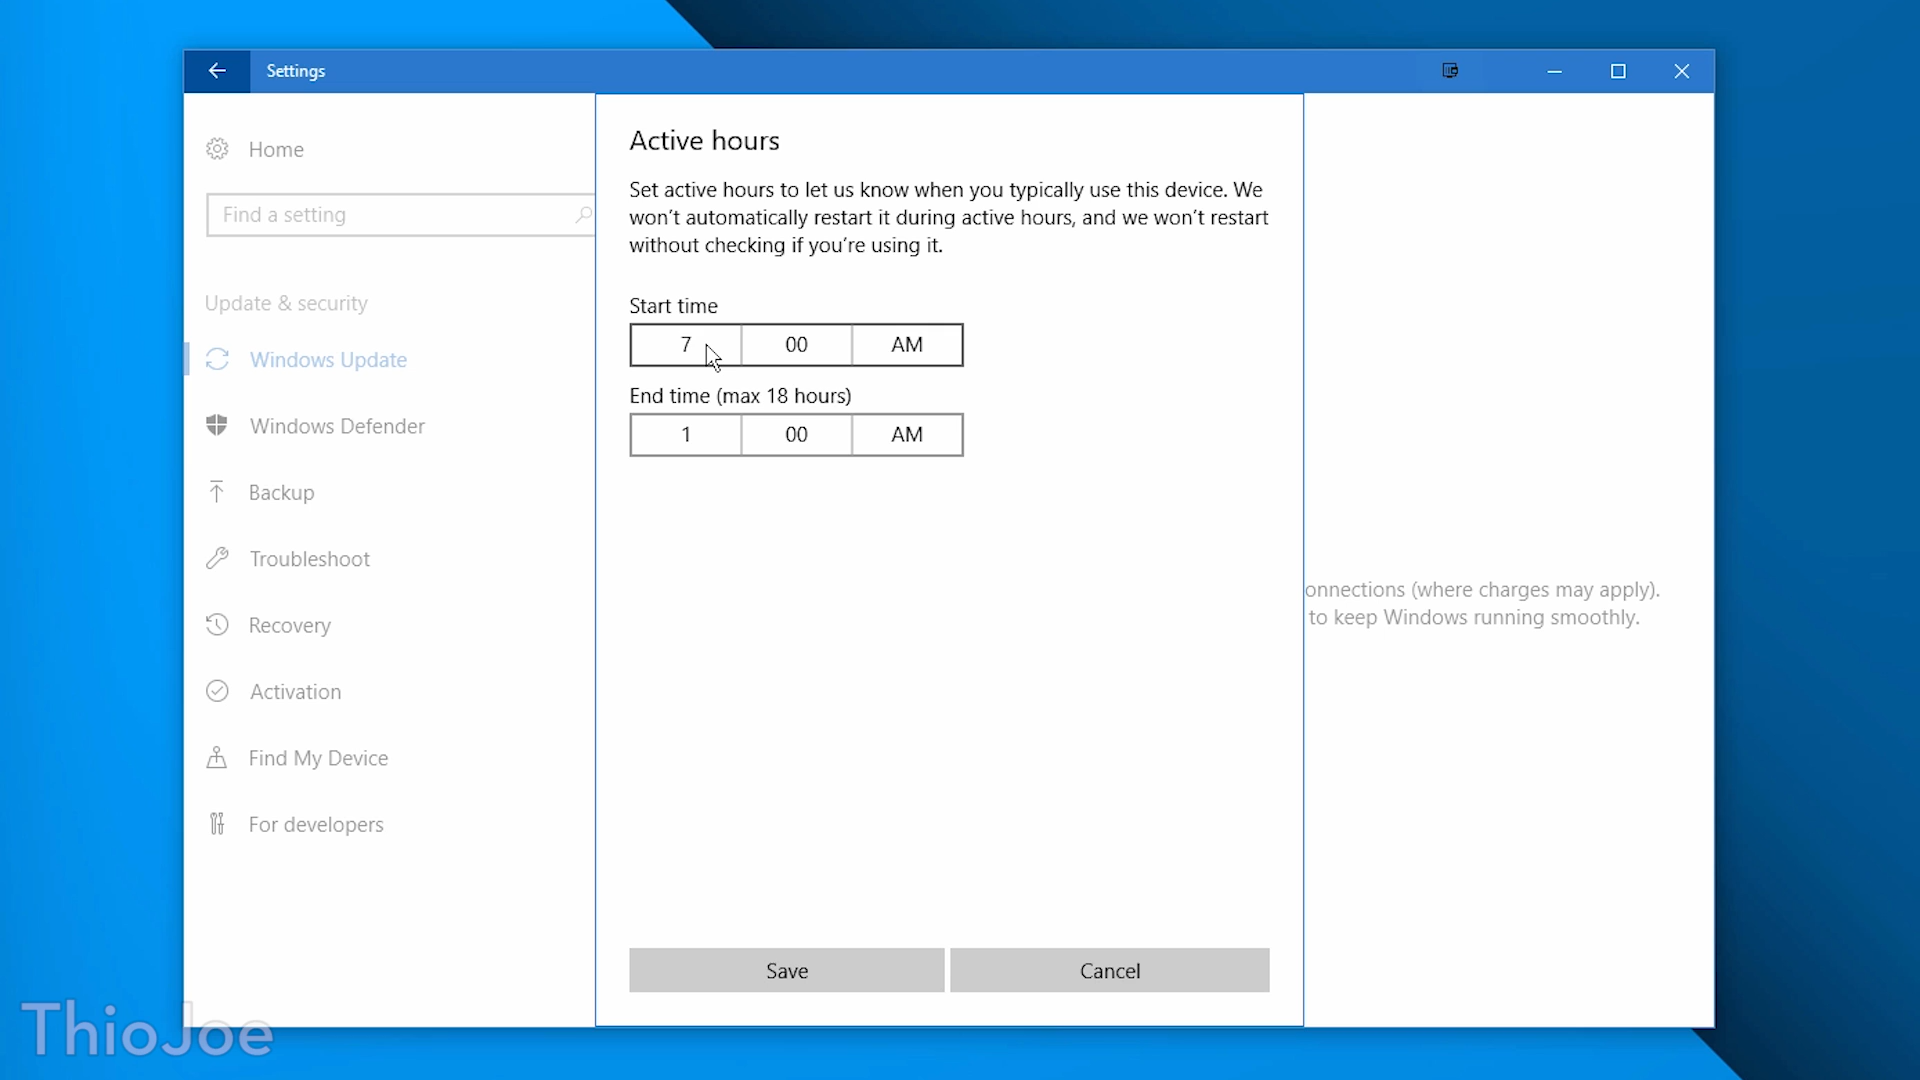 Settings
Home
Find a setting
Update & security
Windows Update
Windows Defender
Backup
Troubleshoot
Recovery
Activation
Find My Device
For developers
Active hours
Set active hours to let us know when you typically use this device. We
won't automatically restart it during active hours, and we won't restart
without checking if you're using it.
Start time
7 00 AM
End time (max 18 hours)
1 00 AM
Save Cancel
onnections (where charges may apply).
to keep Windows running smoothly.
ThioJoe